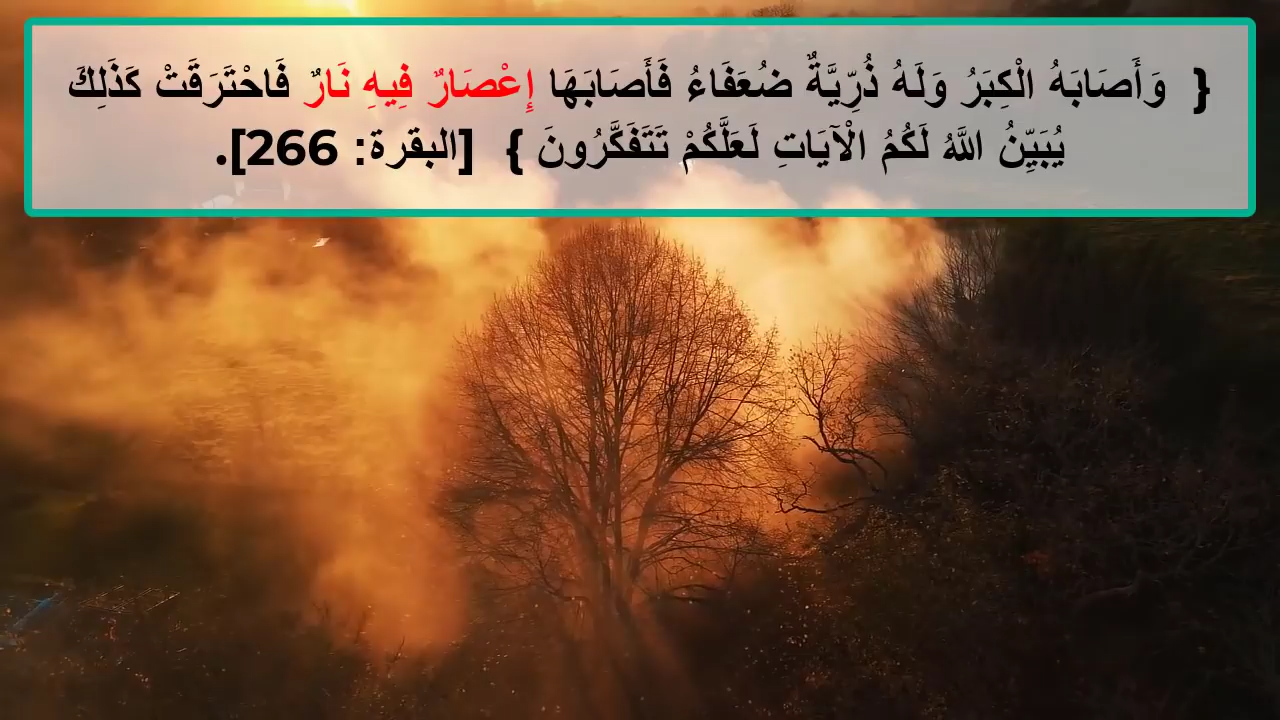 { وَأَصَابَهُ الْكِبَرُ وَلَهُ ذُرِّيَّةٌ ضُعَفَاءُ فَأَصَابَهَا إِعْصَارٌ فِيهِ نَارٌ فَاحْتَرَقَتْ كَذَلِكَ
يُبَيِّنُ اللَّهُ لَكُمُ الْآيَاتِ لَعَلَّكُمْ تَتَفَكَّرُونَ } [البقرة: 266].